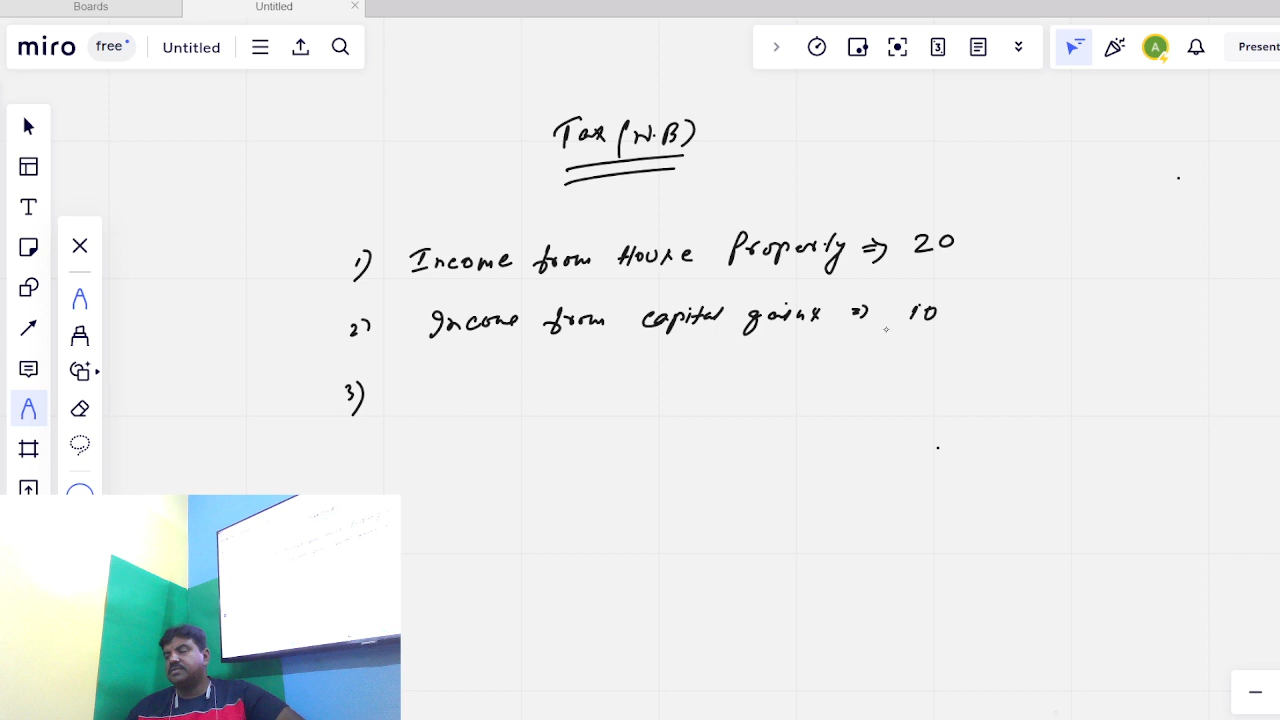 Boards
Untitled
miro free Untitled
3
A
Present
Tax (N.B)
1) Income from House Property => 20
2) Income from capital gains => 10
3)